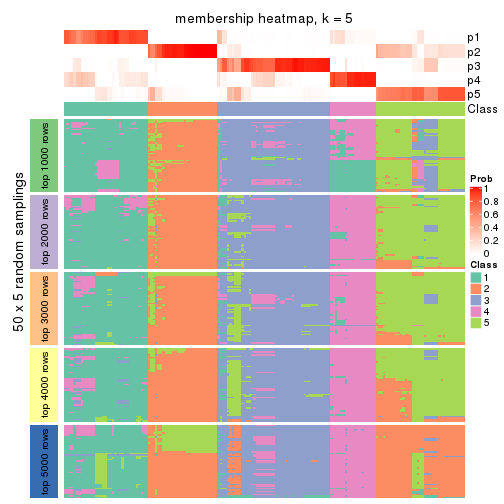 membership heatmap, k = 5
p1
p2
p3
p4
p5
Class
50 x 5 random samplings
top 1000 rows
top 2000 rows
top 3000 rows
top 4000 rows
top 5000 rows
Prob
1
0.8
0.6
0.4
0.2
0
Class
1
2
3
4
5